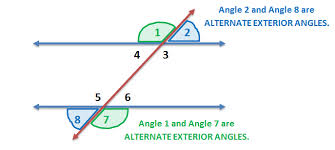 Angle 2 and Angle 8 are
ALTERNATE EXTERIOR ANGLES.
1 2
4 3
5 6
8 7
Angle 1 and Angle 7 are
ALTERNATE EXTERIOR ANGLES.